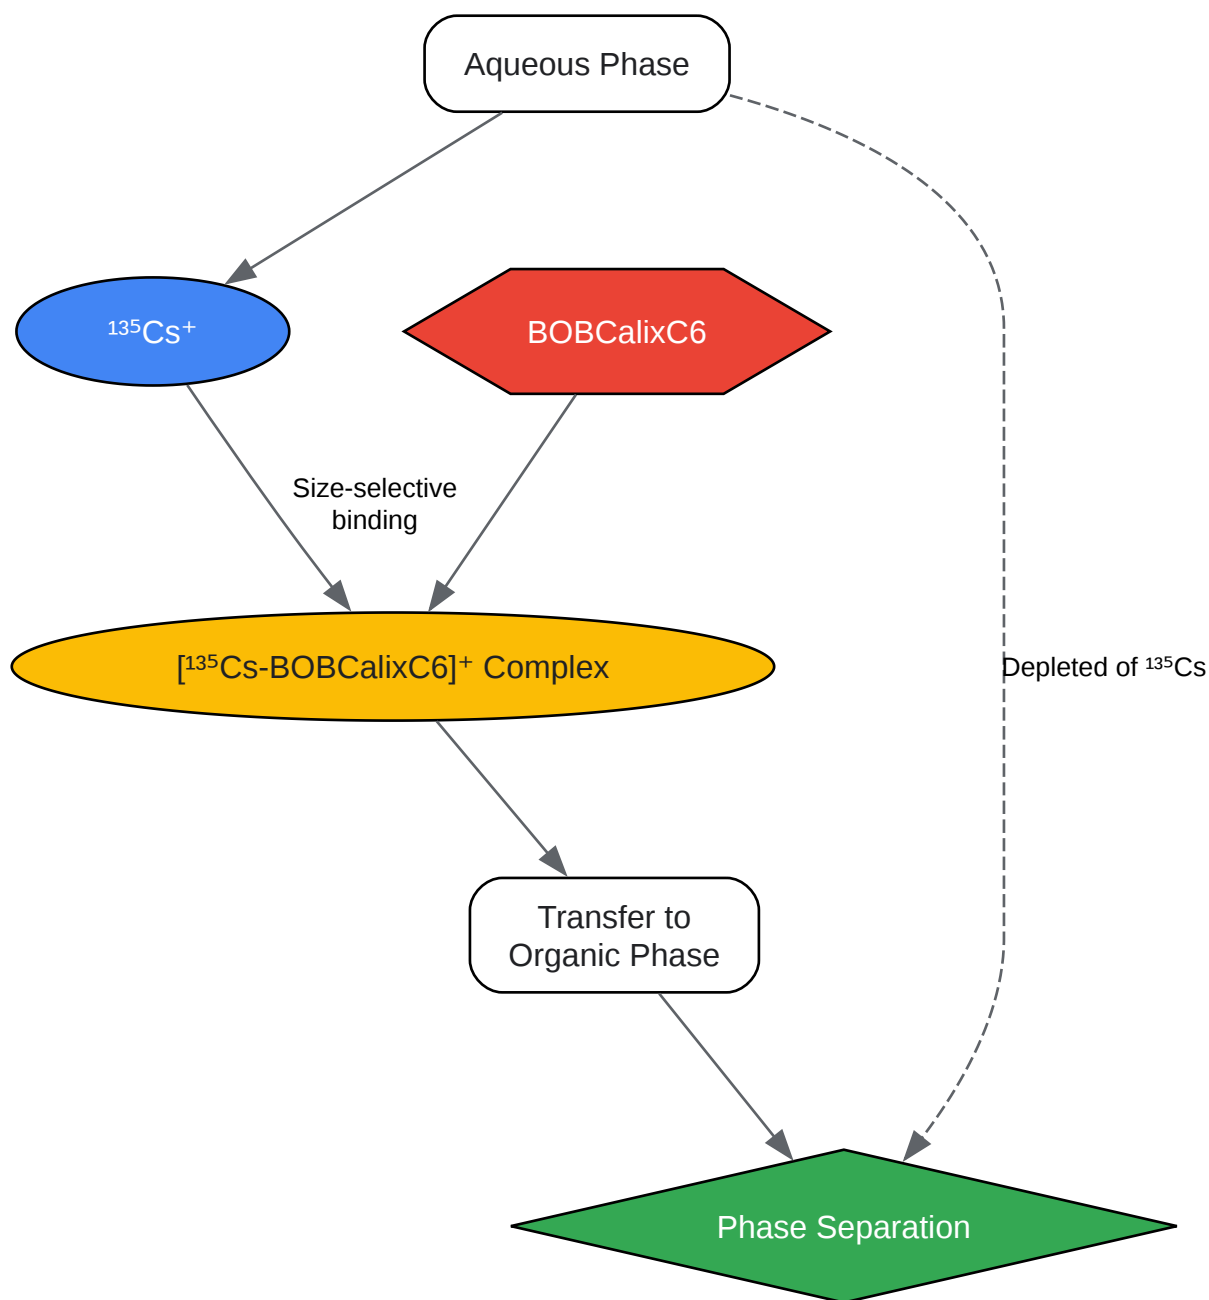 Aqueous Phase
¹³⁵Cs⁺
BOBCalixC6
Size-selective
binding
[¹³⁵Cs-BOBCalixC6]⁺ Complex
Depleted of ¹³⁵Cs
Transfer to
Organic Phase
Phase Separation